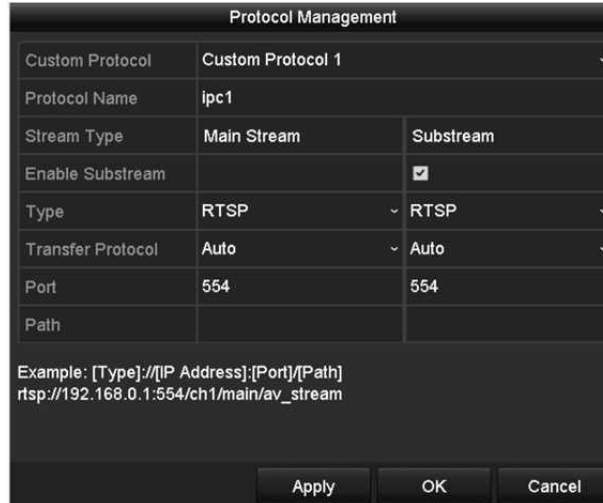 Protocol Management
Custom Protocol Custom Protocol 1
Protocol Name ipc1
Stream Type Main Stream Substream
Enable Substream
Type RTSP RTSP
Transfer Protocol Auto Auto
Port 554 554
Path
Example: [Type]://[IP Address]:[Port]/[Path]
rtsp://192.168.0.1:554/ch1/main/av_stream
Apply OK Cancel